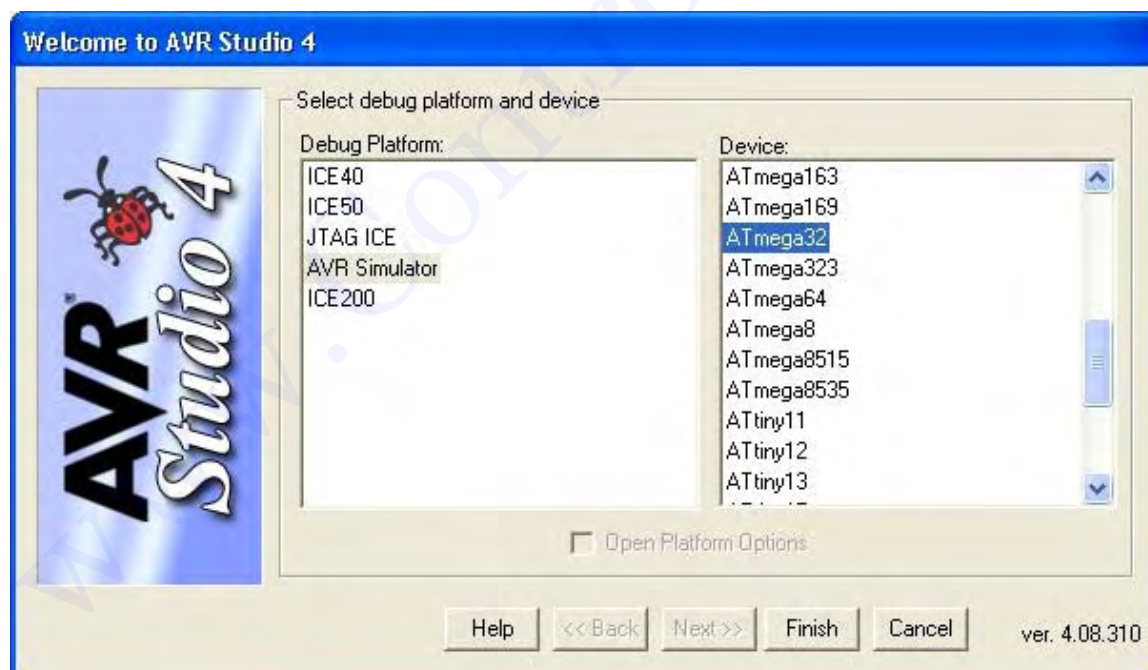 Welcome to AVR Studio 4
AVR®
Studio 4
Select debug platform and device
Debug Platform:
ICE40
ICE50
JTAG ICE
AVR Simulator
ICE200
Device:
ATmega163
ATmega169
ATmega32
ATmega323
ATmega64
ATmega8
ATmega8515
ATmega8535
ATtiny11
ATtiny12
ATtiny13
Open Platform Options
Help << Back Next >> Finish Cancel ver. 4.08.310